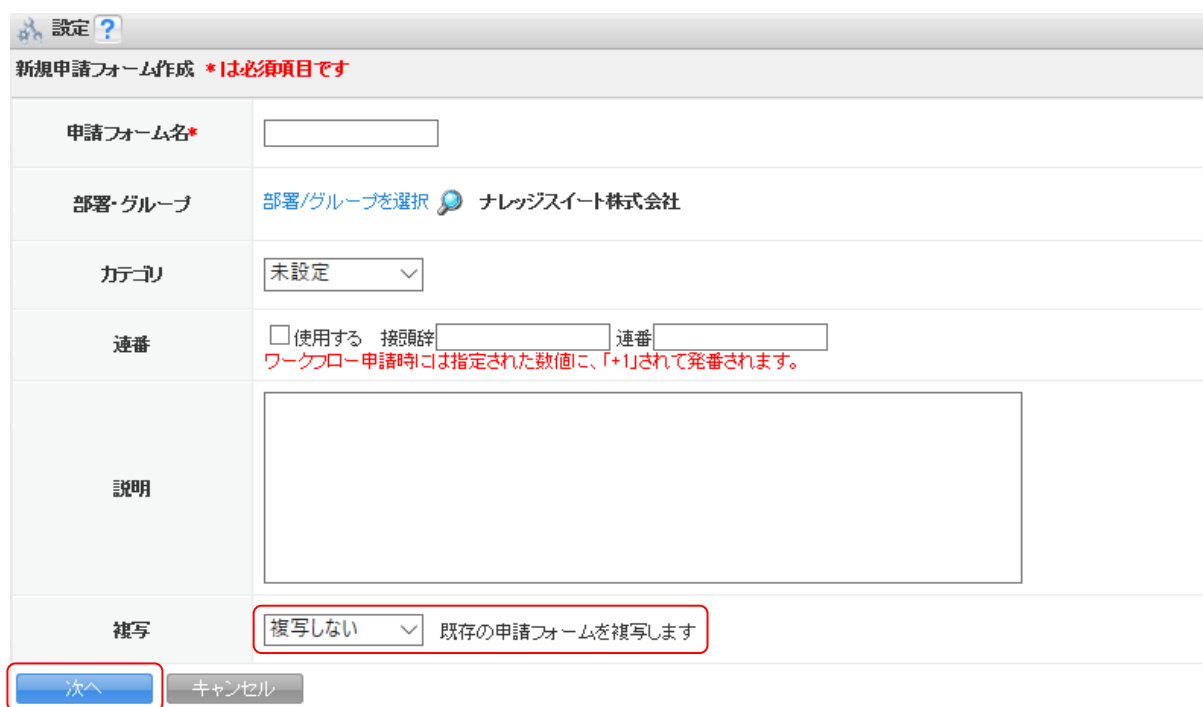 設定 ?
新規申請フォーム作成 *は必須項目です
申請フォーム名*
部署・グループ 部署/グループを選択 ナレッジスイート株式会社
カテゴリ 未設定
連番 使用する 接頭辞 連番
ワークフロー申請時には指定された数値に、「+1」されて発番されます。
説明
複写 複写しない 既存の申請フォームを複写します
次へ キャンセル